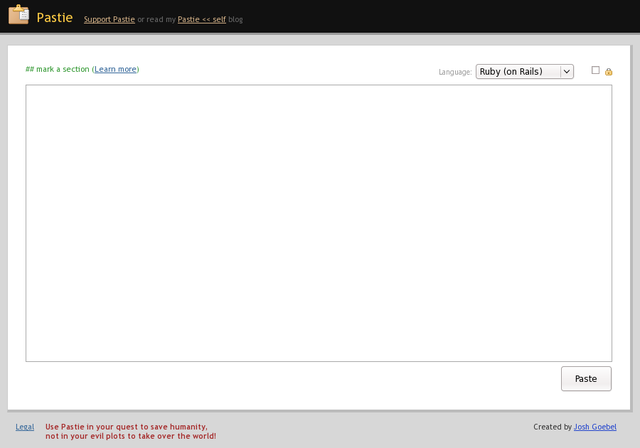 Pastie Support Pastie or read my Pastie << self blog
## mark a section (Learn more) Language: Ruby (on Rails)
Paste
Legal Use Pastie in your quest to save humanity, Created by Josh Goebel
not in your evil plots to take over the world!